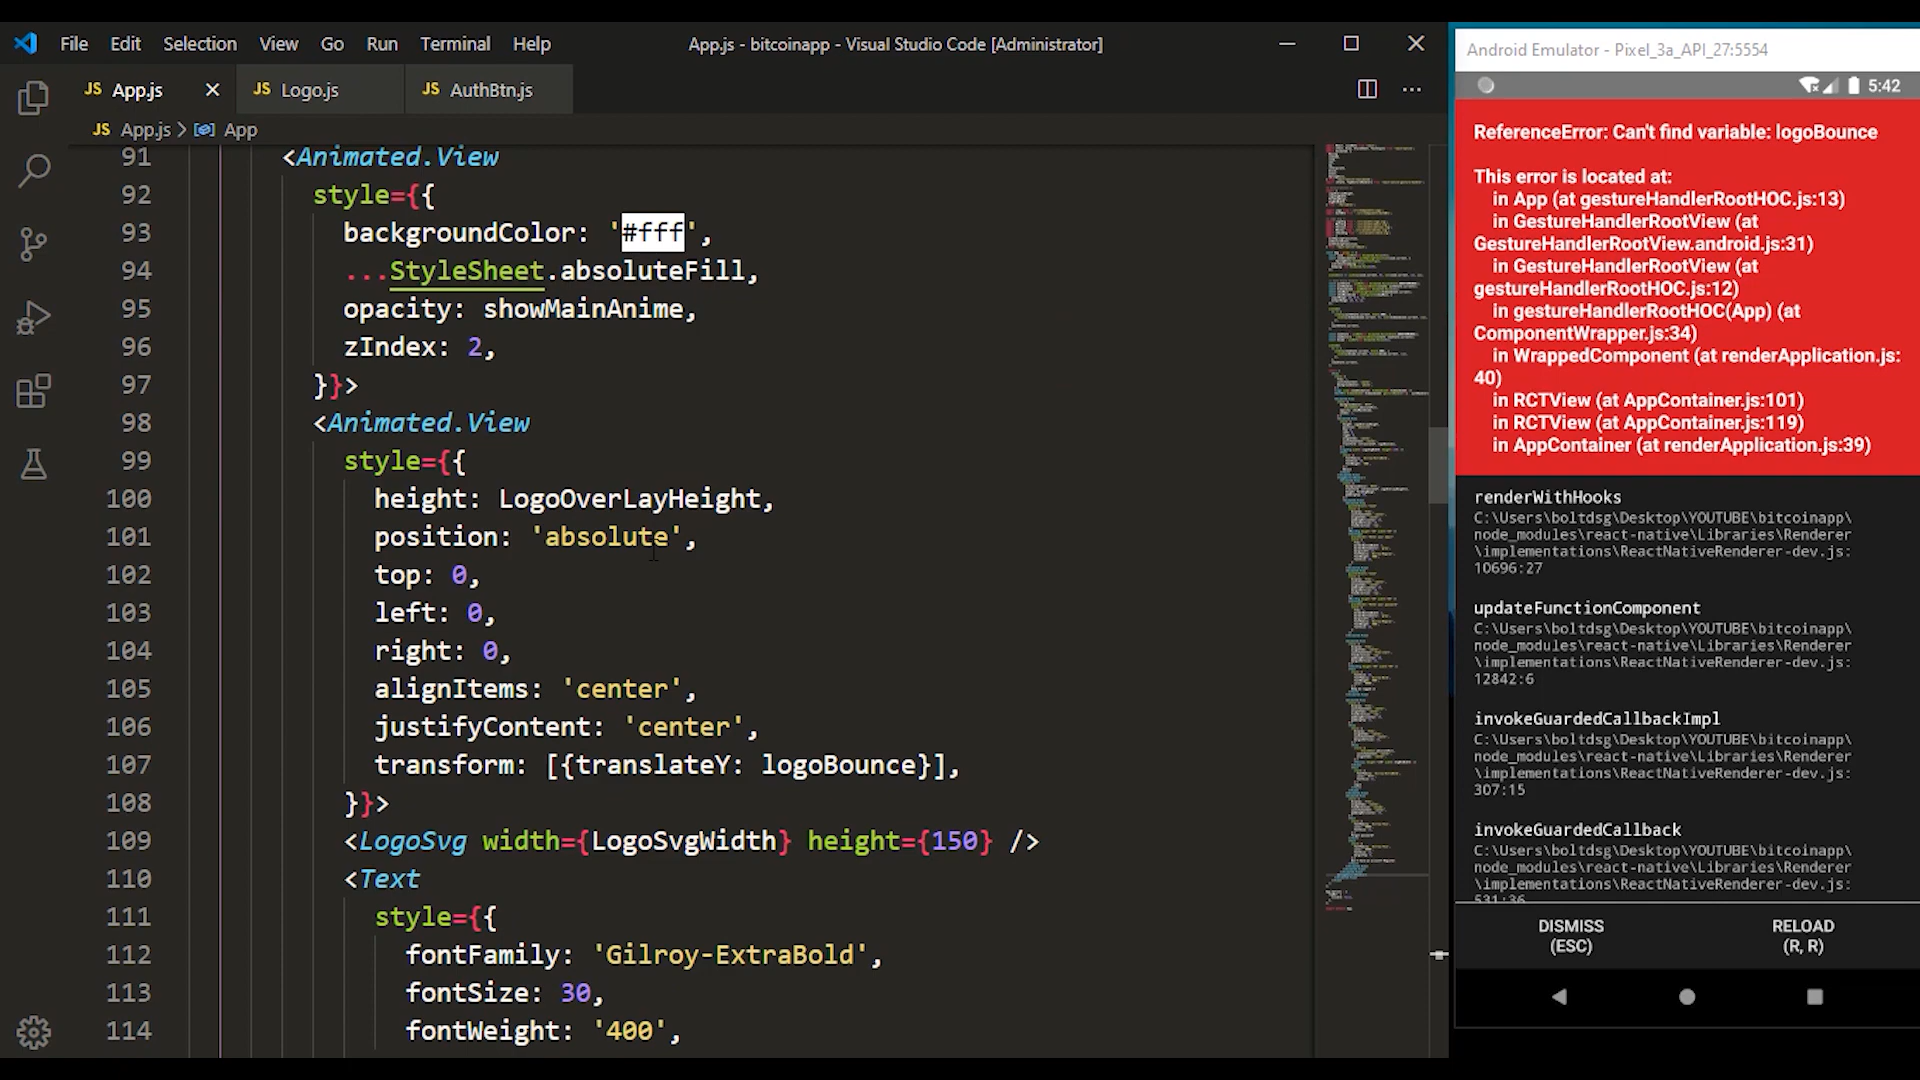 File Edit Selection View Go Run Terminal Help App.js - bitcoinapp - Visual Studio Code [Administrator]
JS App.js JS Logo.js JS AuthBtn.js
JS App.js > App
91 <Animated.View
92 style={{
93 backgroundColor: '#fff',
94 ...StyleSheet.absoluteFill,
95 opacity: showMainAnime,
96 zIndex: 2,
97 }}>
98 <Animated.View
99 style={{
100 height: LogoOverLayHeight,
101 position: 'absolute',
102 top: 0,
103 left: 0,
104 right: 0,
105 alignItems: 'center',
106 justifyContent: 'center',
107 transform: [{translateY: logoBounce}],
108 }}>
109 <LogoSvg width={LogoSvgWidth} height={150} />
110 <Text
111 style={{
112 fontFamily: 'Gilroy-ExtraBold',
113 fontSize: 30,
114 fontWeight: '400',
Android Emulator - Pixel_3a_API_27:5554
5:42
ReferenceError: Can't find variable: logoBounce
This error is located at:
in App (at gestureHandlerRootHOC.js:13)
in GestureHandlerRootView (at
GestureHandlerRootView.android.js:31)
in GestureHandlerRootView (at
gestureHandlerRootHOC.js:12)
in gestureHandlerRootHOC(App) (at
ComponentWrapper.js:34)
in WrappedComponent (at renderApplication.js:
40)
in RCTView (at AppContainer.js:101)
in RCTView (at AppContainer.js:119)
in AppContainer (at renderApplication.js:39)
renderWithHooks
C:\Users\boltdsg\Desktop\YOUTUBE\bitcoinapp\
node_modules\react-native\Libraries\Renderer
\implementations\ReactNativeRenderer-dev.js:
10696:27
updateFunctionComponent
C:\Users\boltdsg\Desktop\YOUTUBE\bitcoinapp\
node_modules\react-native\Libraries\Renderer
\implementations\ReactNativeRenderer-dev.js:
12842:6
invokeGuardedCallbackImpl
C:\Users\boltdsg\Desktop\YOUTUBE\bitcoinapp\
node_modules\react-native\Libraries\Renderer
\implementations\ReactNativeRenderer-dev.js:
307:15
invokeGuardedCallback
C:\Users\boltdsg\Desktop\YOUTUBE\bitcoinapp\
node_modules\react-native\Libraries\Renderer
\implementations\ReactNativeRenderer-dev.js:
531:36
DISMISS RELOAD
(ESC) (R, R)